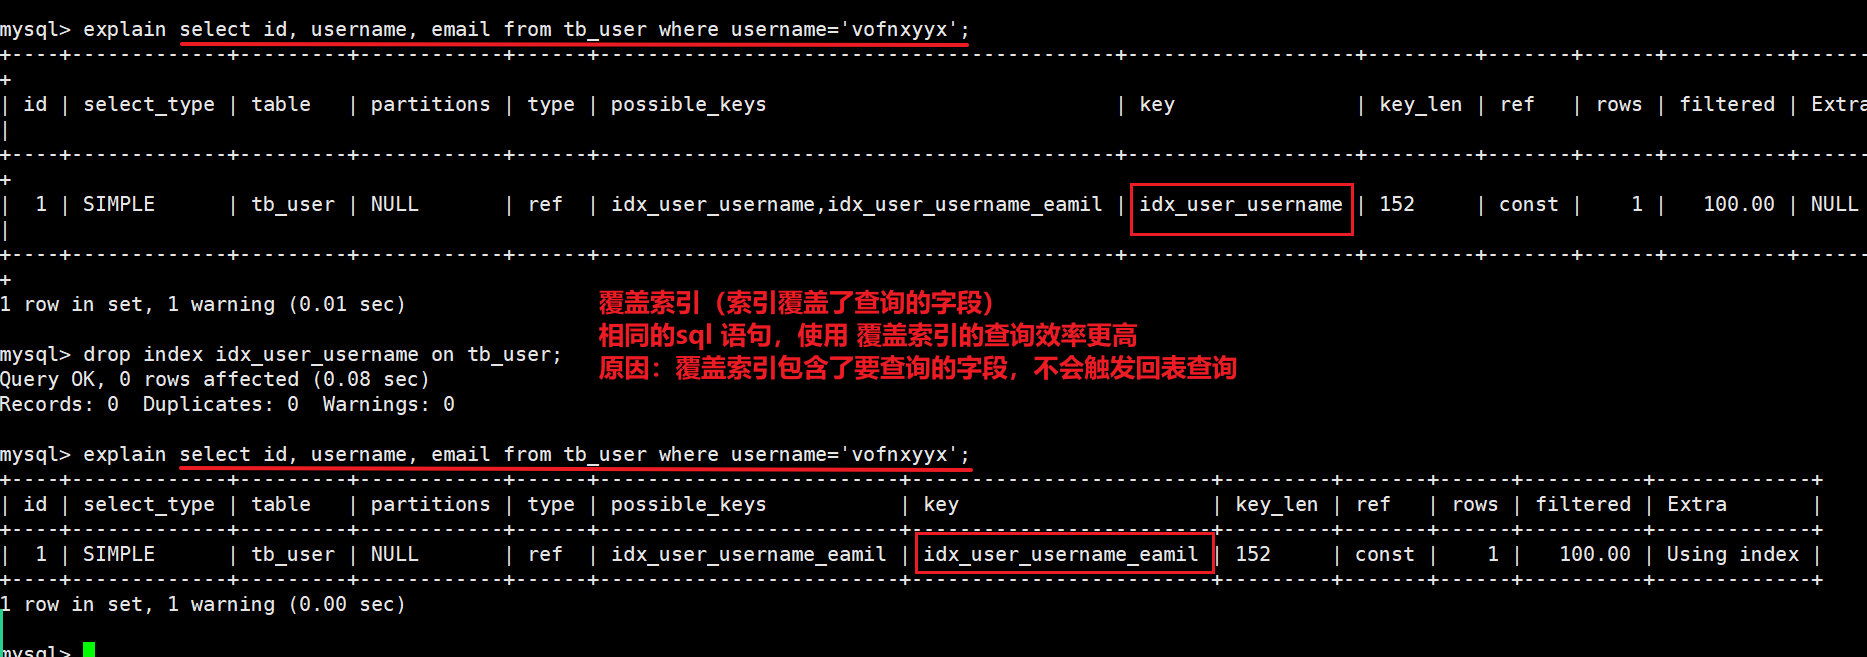 mysql> explain select id, username, email from tb_user where username='vofnxyyx';
+----+-------------+---------+------------+------+-------------------------------------------+-------------------+---------+-------+------+----------+------
+
| id | select_type | table   | partitions | type | possible_keys                             | key               | key_len | ref   | rows | filtered | Extra
|
+----+-------------+---------+------------+------+-------------------------------------------+-------------------+---------+-------+------+----------+------
+
|  1 | SIMPLE      | tb_user | NULL       | ref  | idx_user_username,idx_user_username_eamil | idx_user_username | 152     | const |    1 |   100.00 | NULL
|
+----+-------------+---------+------------+------+-------------------------------------------+-------------------+---------+-------+------+----------+------
+
1 row in set, 1 warning (0.01 sec)
覆盖索引（索引覆盖了查询的字段）
相同的sql 语句，使用 覆盖索引的查询效率更高
原因：覆盖索引包含了要查询的字段，不会触发回表查询
mysql> drop index idx_user_username on tb_user;
Query OK, 0 rows affected (0.08 sec)
Records: 0  Duplicates: 0  Warnings: 0
mysql> explain select id, username, email from tb_user where username='vofnxyyx';
+----+-------------+---------+------------+------+-------------------------+-------------------------+---------+-------+------+----------+-------------+
| id | select_type | table   | partitions | type | possible_keys           | key                     | key_len | ref   | rows | filtered | Extra       |
+----+-------------+---------+------------+------+-------------------------+-------------------------+---------+-------+------+----------+-------------+
|  1 | SIMPLE      | tb_user | NULL       | ref  | idx_user_username_eamil | idx_user_username_eamil | 152     | const |    1 |   100.00 | Using index |
+----+-------------+---------+------------+------+-------------------------+-------------------------+---------+-------+------+----------+-------------+
1 row in set, 1 warning (0.00 sec)
mysql>